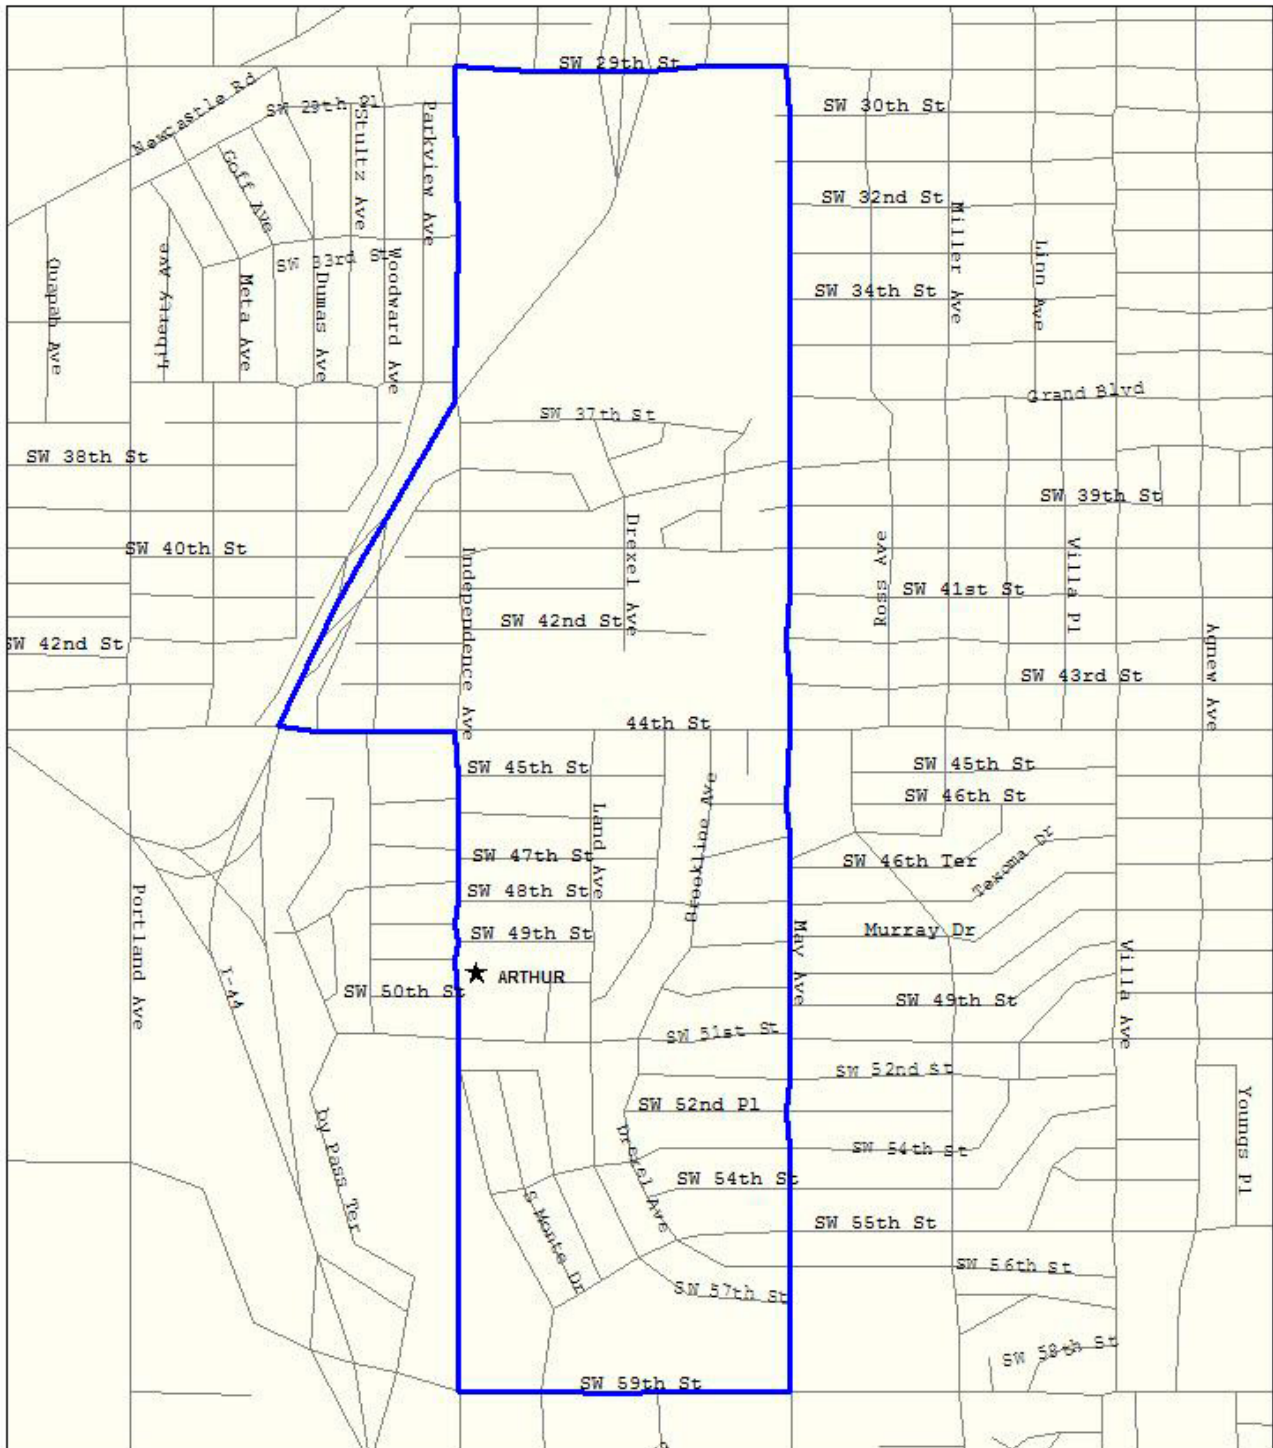 SW 29th St
Newcastle Rd
SW 29th Pl
SW 30th St
Stultz Ave
Parkview Ave
Goff Ave
SW 32nd St
Miller Ave
Linn Ave
SW 33rd St
Woodward Ave
Quapah Ave
Liberty Ave
Meta Ave
Dumas Ave
SW 34th St
Grand Blvd
SW 37th St
SW 38th St
SW 39th St
SW 40th St
Drexel Ave
Independence Ave
Ross Ave
Villa Pl
SW 41st St
SW 42nd St
SW 42nd St
Agnew Ave
SW 43rd St
44th St
SW 45th St
SW 45th St
Land Ave
Brookline Ave
SW 46th St
SW 47th St
SW 46th Ter
Texoma Dr
SW 48th St
Portland Ave
SW 49th St
May Ave
Murray Dr
Villa Ave
I-44
ARTHUR
SW 50th St
SW 49th St
SW 51st St
SW 52nd St
SW 52nd Pl
Youngs Pl
by Pass Ter
Drexel Ave
SW 54th St
SW 54th St
S Monte Dr
SW 55th St
SW 56th St
SW 57th St
SW 58th St
SW 59th St